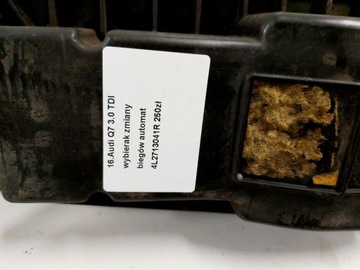 16.Audi Q7 3.0 TDI
wybierak zmiany
biegów automat
4L2713041R 250zł